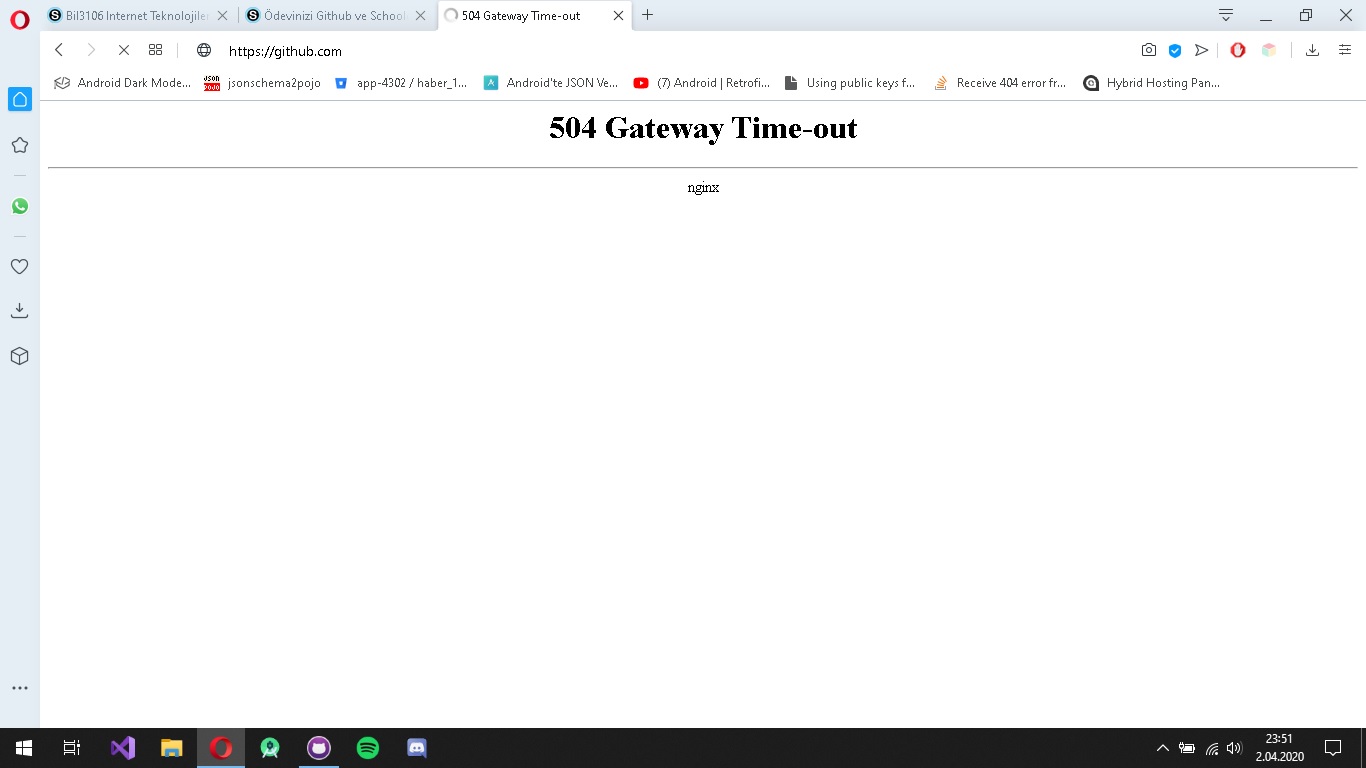 Bil3106 Internet Teknolojiler
Ödevinizi Github ve School
504 Gateway Time-out
https://github.com
Android Dark Mode...
JSON
POJO
jsonschema2pojo
app-4302 / haber_1...
Android'te JSON Ve...
(7) Android | Retrofi...
Using public keys f...
Receive 404 error fr...
Hybrid Hosting Pan...
504 Gateway Time-out
nginx
23:51
2.04.2020